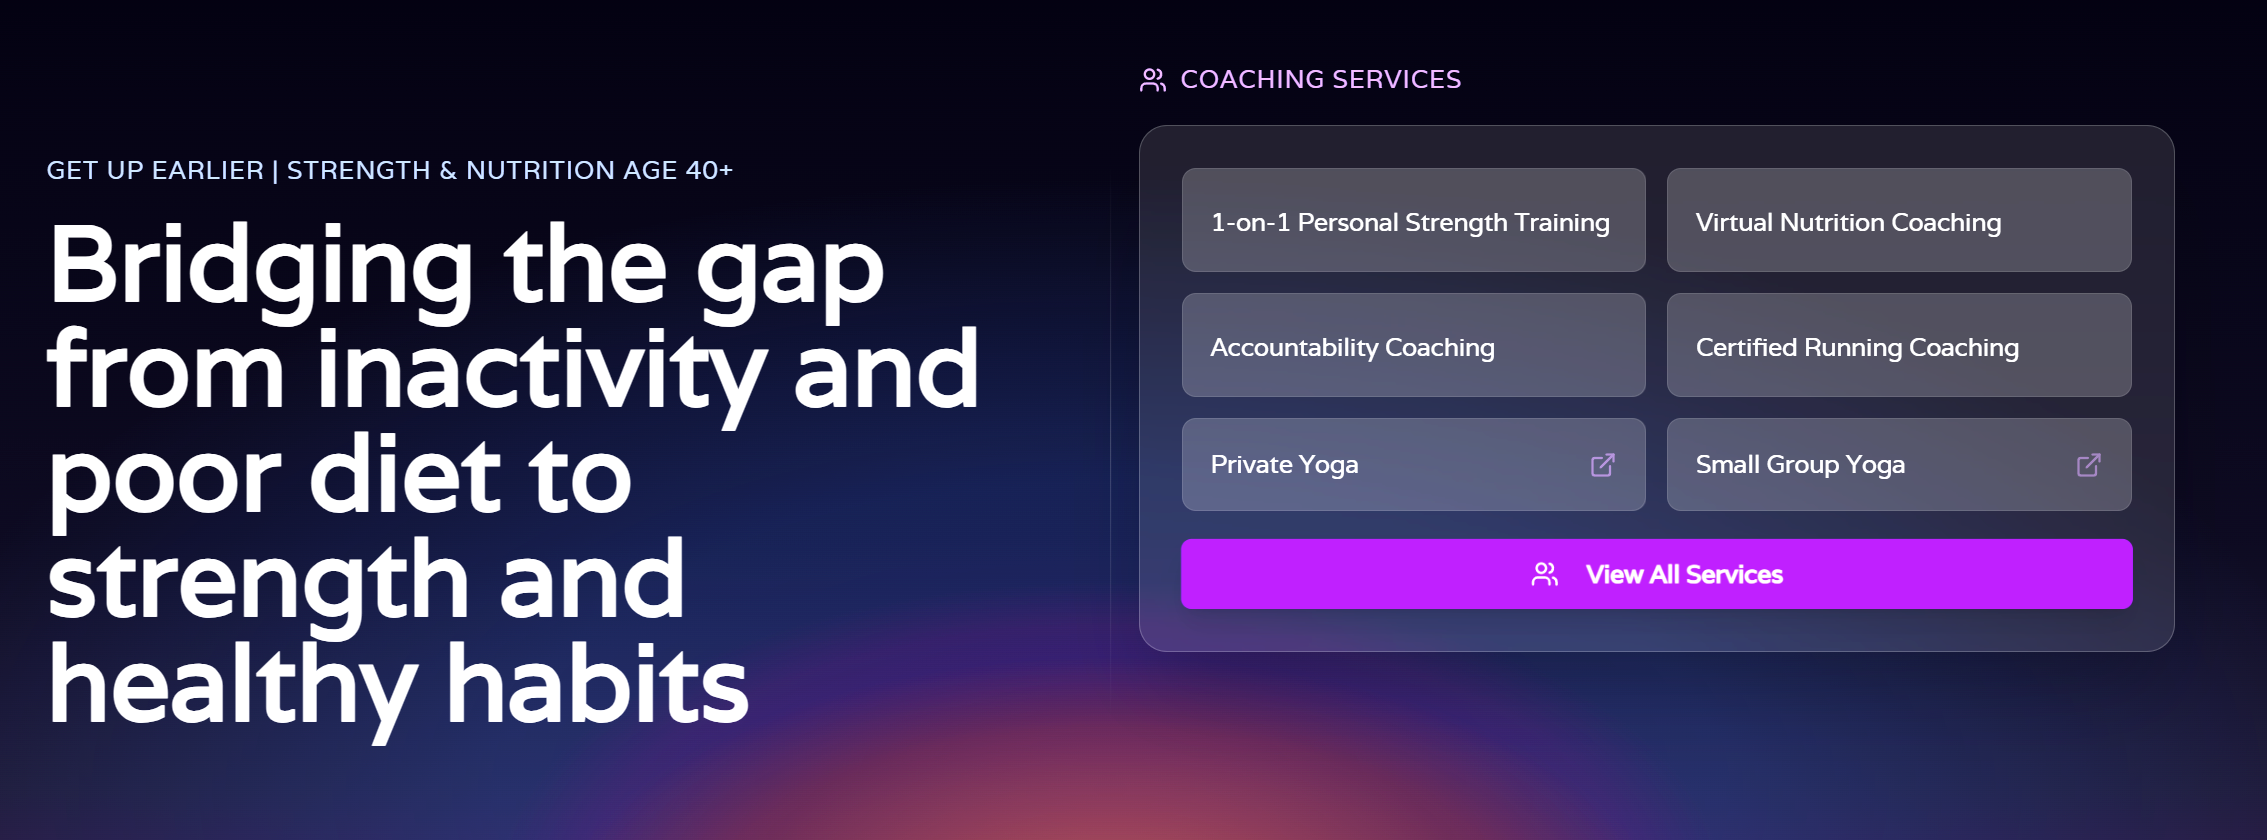 GET UP EARLIER | STRENGTH & NUTRITION AGE 40+
Bridging the gap
from inactivity and
poor diet to
strength and
healthy habits
COACHING SERVICES
1-on-1 Personal Strength Training
Virtual Nutrition Coaching
Accountability Coaching
Certified Running Coaching
Private Yoga
Small Group Yoga
View All Services